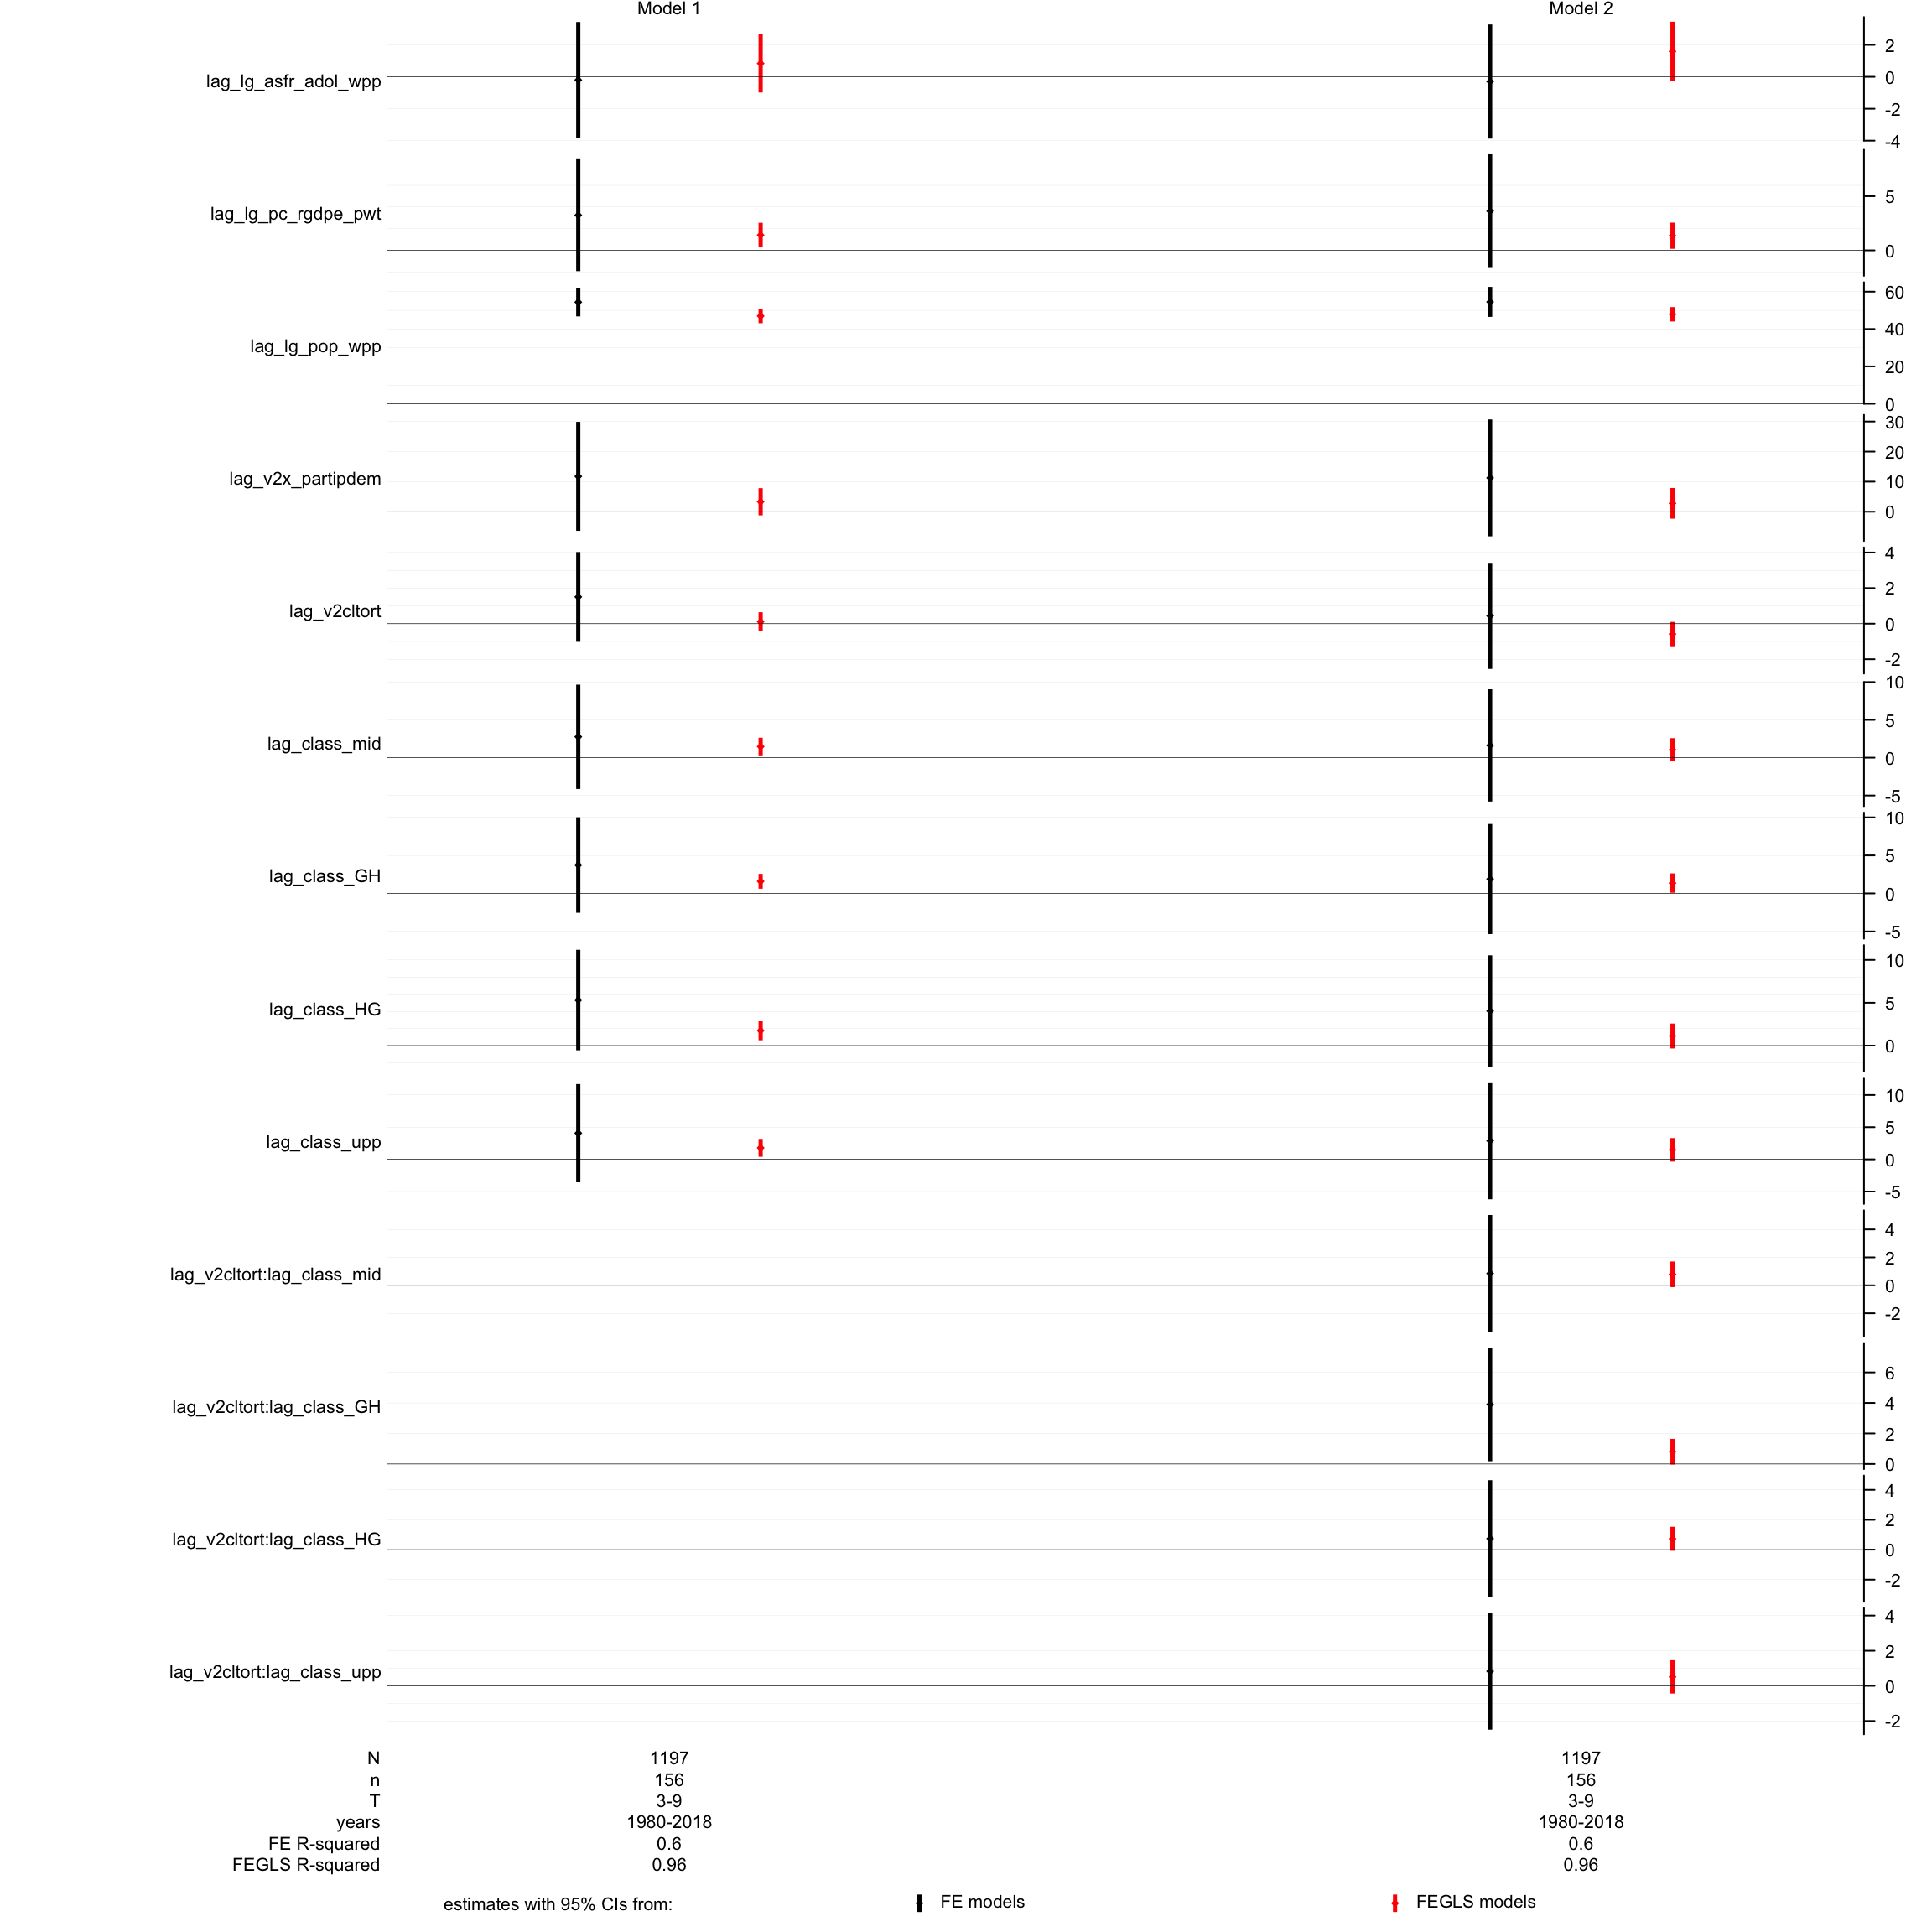 Model 1 Model 2
lag_lg_asfr_adol_wpp
2
0
-2
-4
lag_lg_pc_rgdpe_pwt
5
0
lag_lg_pop_wpp
60
40
20
0
lag_v2x_partipdem
30
20
10
0
lag_v2cltort
4
2
0
-2
lag_class_mid
10
5
0
-5
lag_class_GH
10
5
0
-5
lag_class_HG
10
5
0
lag_class_upp
10
5
0
-5
lag_v2cltort:lag_class_mid
4
2
0
-2
lag_v2cltort:lag_class_GH
6
4
2
0
lag_v2cltort:lag_class_HG
4
2
0
-2
lag_v2cltort:lag_class_upp
4
2
0
-2
N 1197 1197
n 156 156
T 3-9 3-9
years 1980-2018 1980-2018
FE R-squared 0.6 0.6
FEGLS R-squared 0.96 0.96
estimates with 95% CIs from: FE models FEGLS models